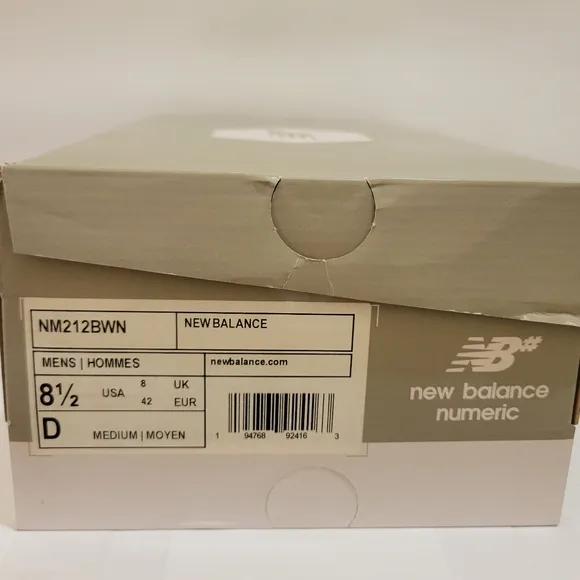 NM212BWN
NEW BALANCE
MENS | HOMMES
newbalance.com
8½ USA 8 UK
42 EUR
D MEDIUM | MOYEN
1 94768 92416 3
NB#
new balance
numeric